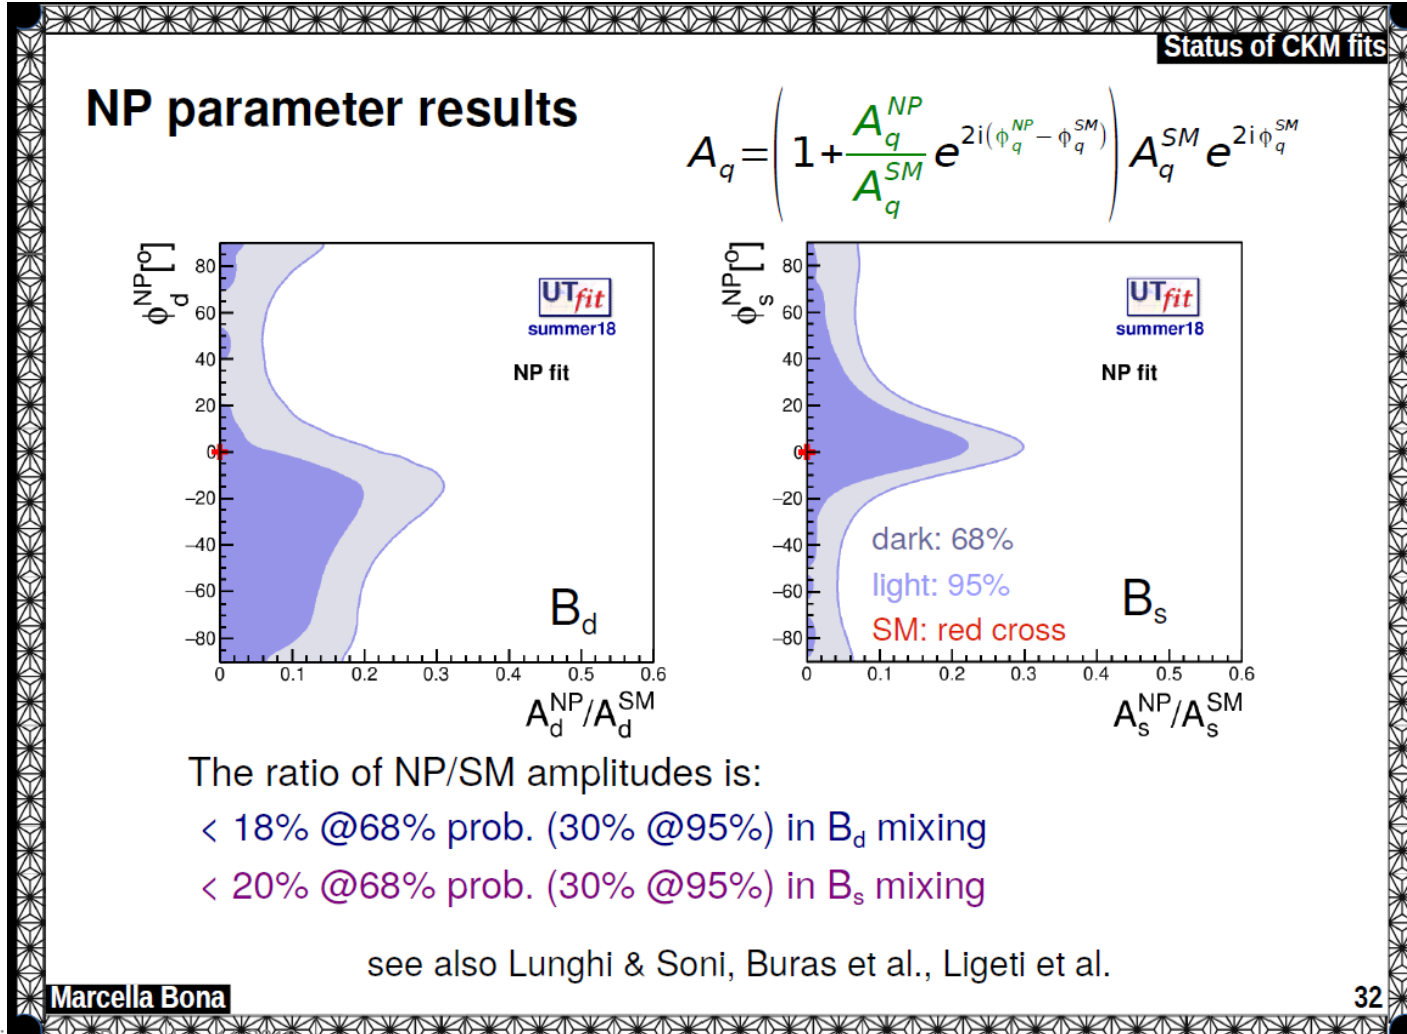 Status of CKM fits
NP parameter results
A_q = ( 1 + A_q^NP / A_q^SM e^{2i(ϕ_q^NP − ϕ_q^SM)} ) A_q^SM e^{2iϕ_q^SM}
ϕ_d^NP[°]
80
60
40
20
0
−20
−40
−60
−80
UTfit
summer18
NP fit
B_d
0 0.1 0.2 0.3 0.4 0.5 0.6
A_d^NP/A_d^SM
ϕ_s^NP[°]
80
60
40
20
0
−20
−40
−60
−80
UTfit
summer18
NP fit
dark: 68%
light: 95%
SM: red cross
B_s
0 0.1 0.2 0.3 0.4 0.5 0.6
A_s^NP/A_s^SM
The ratio of NP/SM amplitudes is:
< 18% @68% prob. (30% @95%) in B_d mixing
< 20% @68% prob. (30% @95%) in B_s mixing
see also Lunghi & Soni, Buras et al., Ligeti et al.
Marcella Bona
32